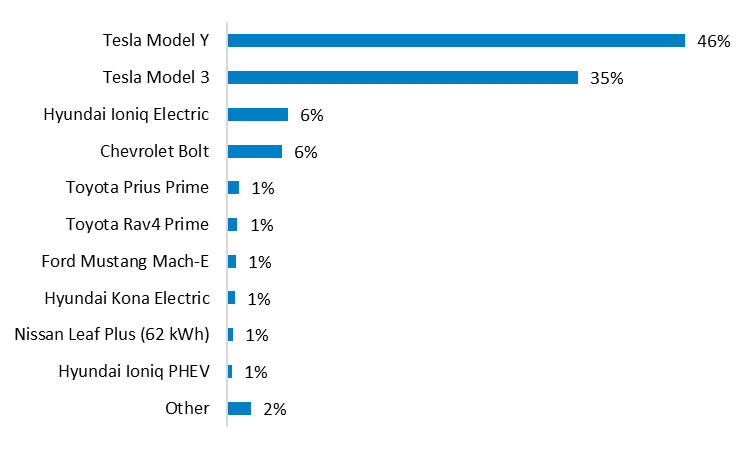 Tesla Model Y 46%
Tesla Model 3 35%
Hyundai Ioniq Electric 6%
Chevrolet Bolt 6%
Toyota Prius Prime 1%
Toyota Rav4 Prime 1%
Ford Mustang Mach-E 1%
Hyundai Kona Electric 1%
Nissan Leaf Plus (62 kWh) 1%
Hyundai Ioniq PHEV 1%
Other 2%